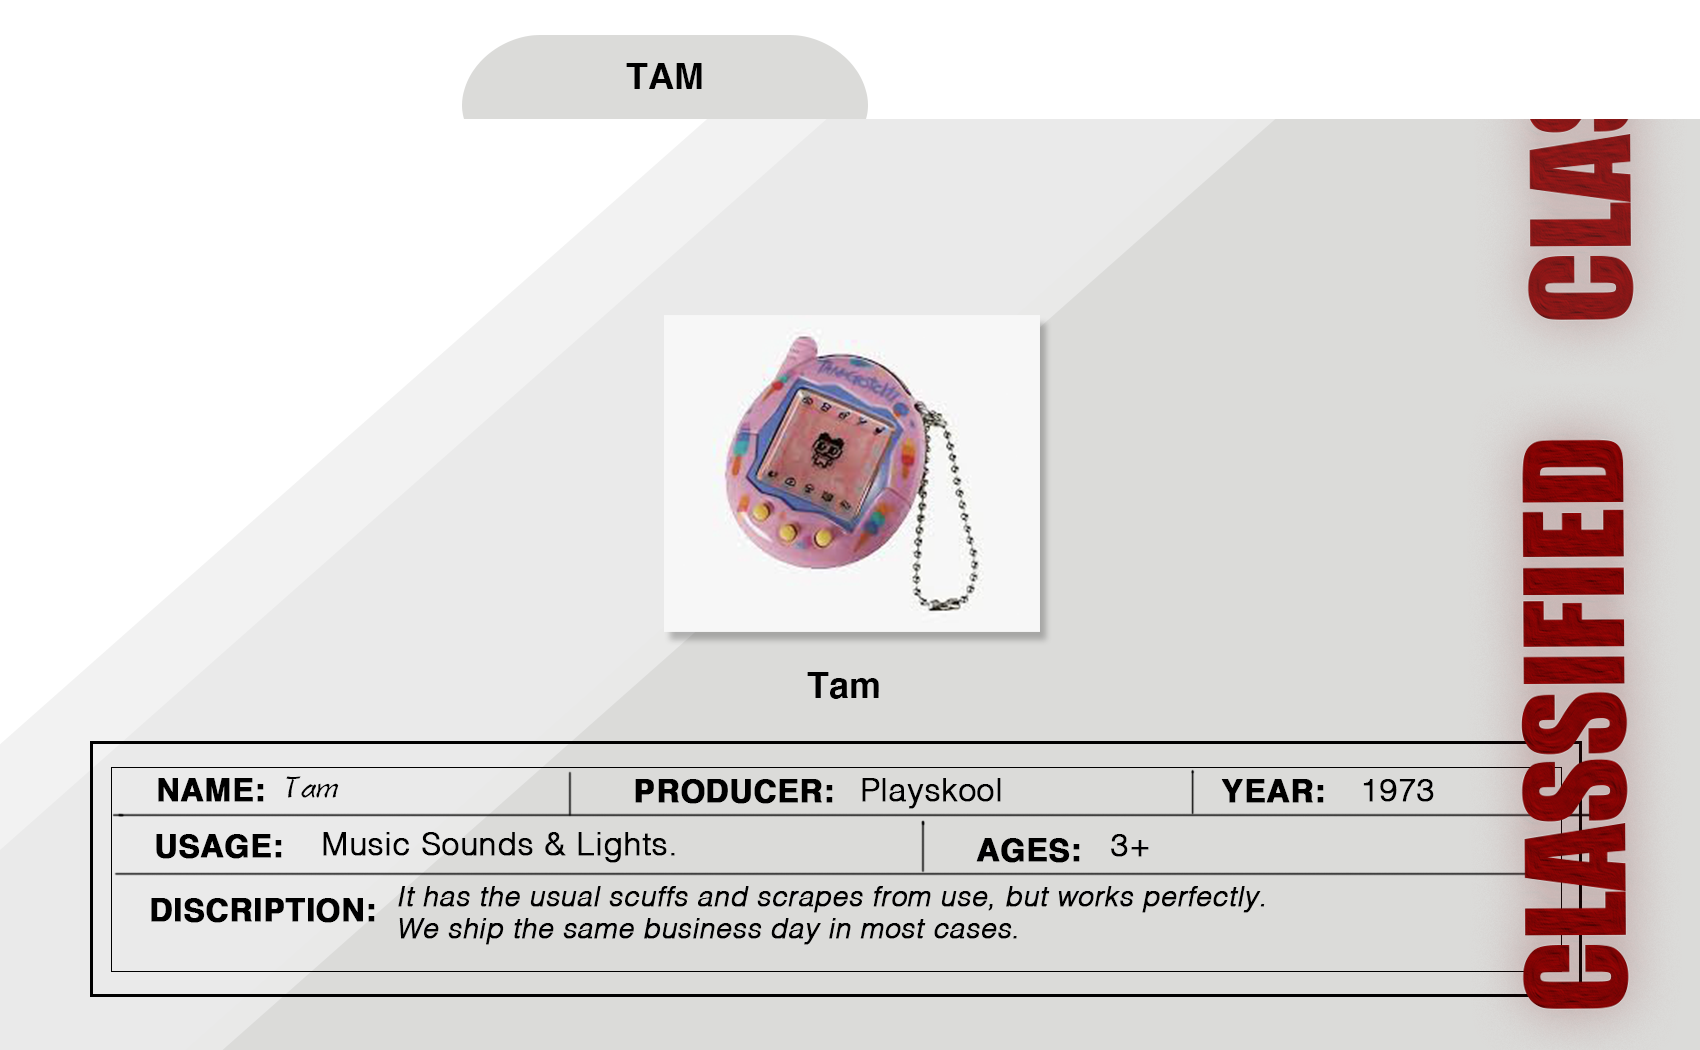 TAM
CLAS
CLASSIFIED
Tam
NAME: Tam PRODUCER: Playskool YEAR: 1973
USAGE: Music Sounds & Lights. AGES: 3+
DISCRIPTION: It has the usual scuffs and scrapes from use, but works perfectly.
We ship the same business day in most cases.